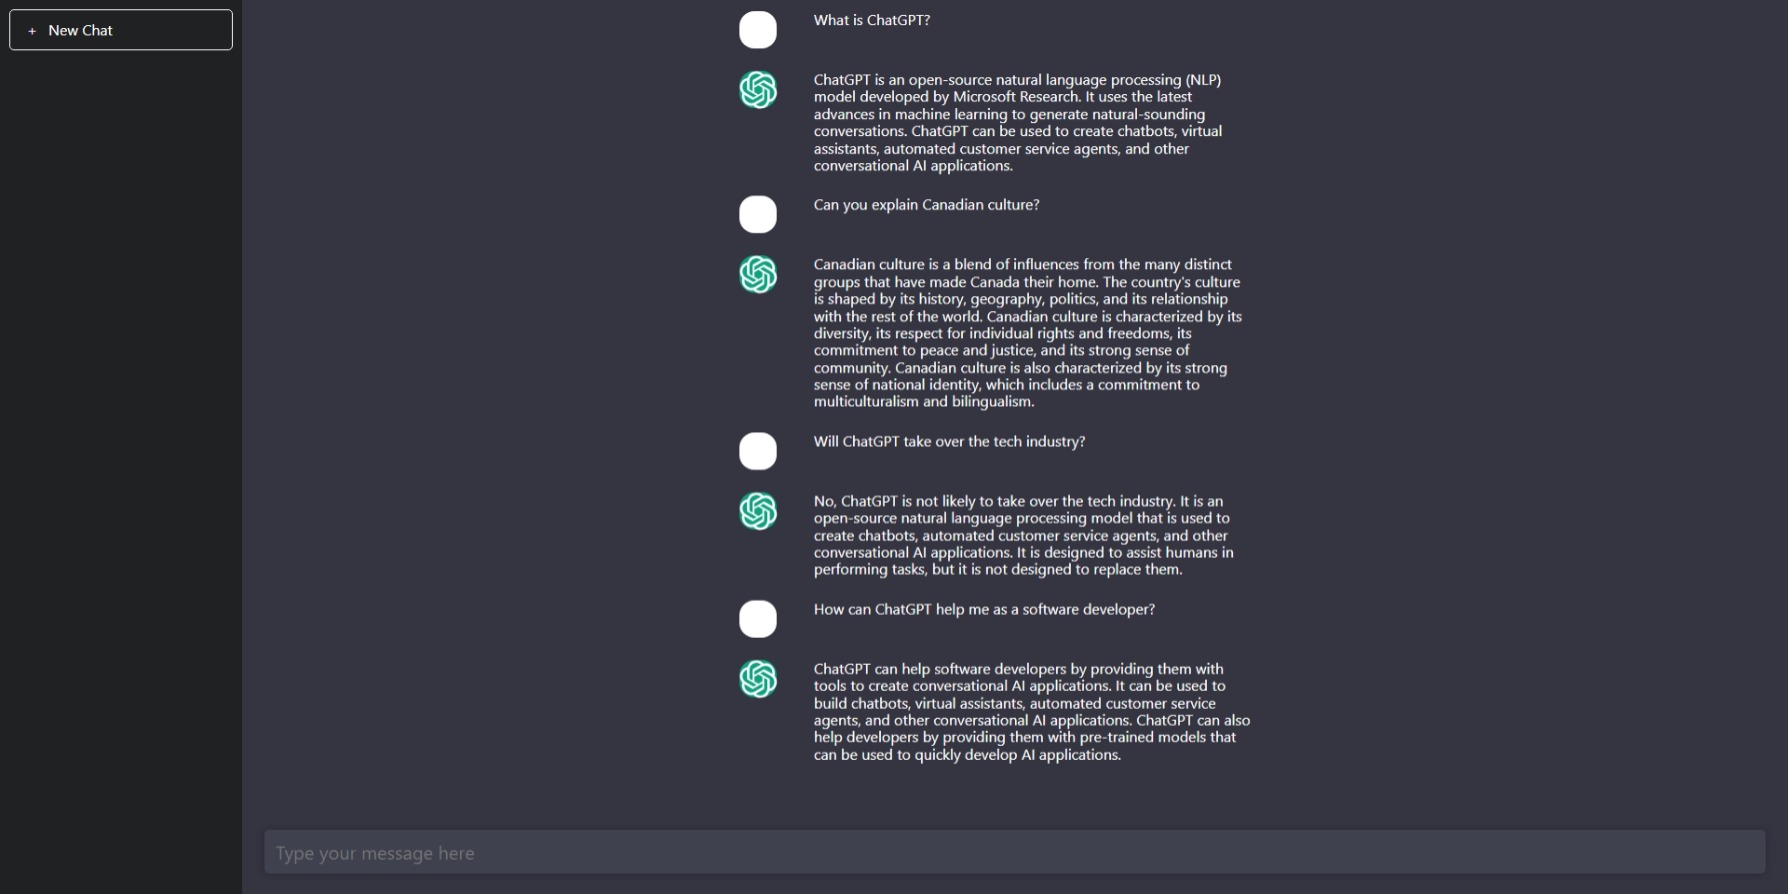 + New Chat
What is ChatGPT?
ChatGPT is an open-source natural language processing (NLP)
model developed by Microsoft Research. It uses the latest
advances in machine learning to generate natural-sounding
conversations. ChatGPT can be used to create chatbots, virtual
assistants, automated customer service agents, and other
conversational AI applications.
Can you explain Canadian culture?
Canadian culture is a blend of influences from the many distinct
groups that have made Canada their home. The country's culture
is shaped by its history, geography, politics, and its relationship
with the rest of the world. Canadian culture is characterized by its
diversity, its respect for individual rights and freedoms, its
commitment to peace and justice, and its strong sense of
community. Canadian culture is also characterized by its strong
sense of national identity, which includes a commitment to
multiculturalism and bilingualism.
Will ChatGPT take over the tech industry?
No, ChatGPT is not likely to take over the tech industry. It is an
open-source natural language processing model that is used to
create chatbots, automated customer service agents, and other
conversational AI applications. It is designed to assist humans in
performing tasks, but it is not designed to replace them.
How can ChatGPT help me as a software developer?
ChatGPT can help software developers by providing them with
tools to create conversational AI applications. It can be used to
build chatbots, virtual assistants, automated customer service
agents, and other conversational AI applications. ChatGPT can also
help developers by providing them with pre-trained models that
can be used to quickly develop AI applications.
Type your message here